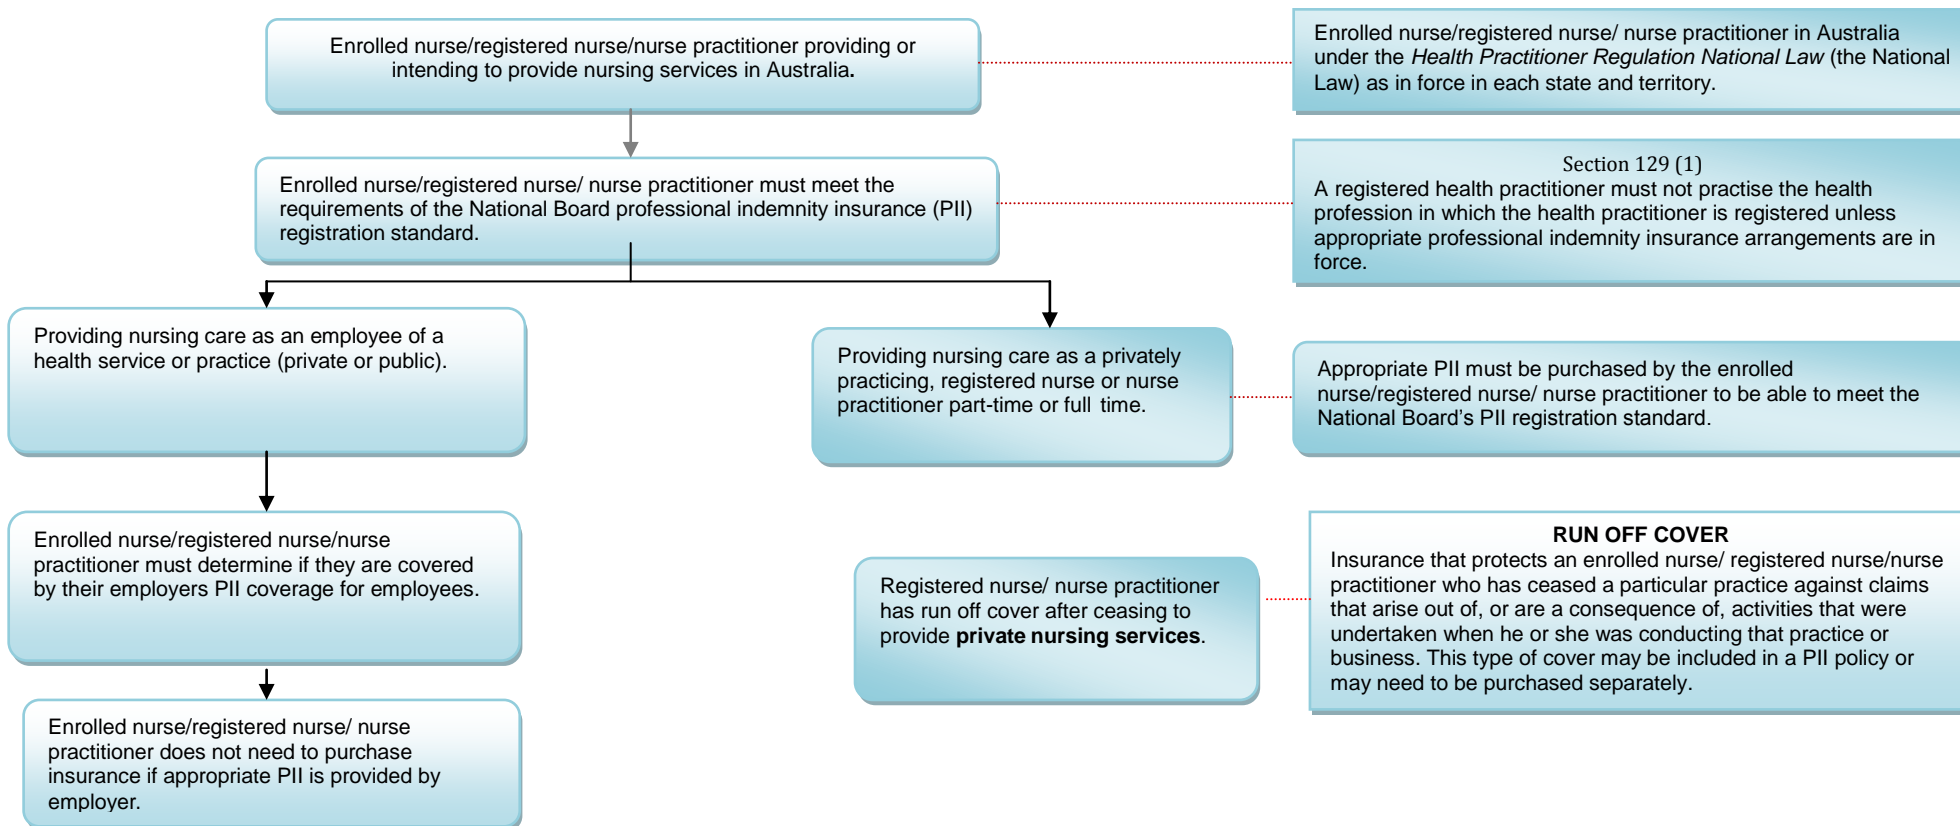 Enrolled nurse/registered nurse/nurse practitioner providing or
intending to provide nursing services in Australia.
Enrolled nurse/registered nurse/ nurse practitioner in Australia
under the Health Practitioner Regulation National Law (the National
Law) as in force in each state and territory.
Enrolled nurse/registered nurse/ nurse practitioner must meet the
requirements of the National Board professional indemnity insurance (PII)
registration standard.
Section 129 (1)
A registered health practitioner must not practise the health
profession in which the health practitioner is registered unless
appropriate professional indemnity insurance arrangements are in
force.
Providing nursing care as an employee of a
health service or practice (private or public).
Providing nursing care as a privately
practicing, registered nurse or nurse
practitioner part-time or full time.
Appropriate PII must be purchased by the enrolled
nurse/registered nurse/ nurse practitioner to be able to meet the
National Board’s PII registration standard.
Enrolled nurse/registered nurse/nurse
practitioner must determine if they are covered
by their employers PII coverage for employees.
Registered nurse/ nurse practitioner
has run off cover after ceasing to
provide private nursing services.
RUN OFF COVER
Insurance that protects an enrolled nurse/ registered nurse/nurse
practitioner who has ceased a particular practice against claims
that arise out of, or are a consequence of, activities that were
undertaken when he or she was conducting that practice or
business. This type of cover may be included in a PII policy or
may need to be purchased separately.
Enrolled nurse/registered nurse/ nurse
practitioner does not need to purchase
insurance if appropriate PII is provided by
employer.